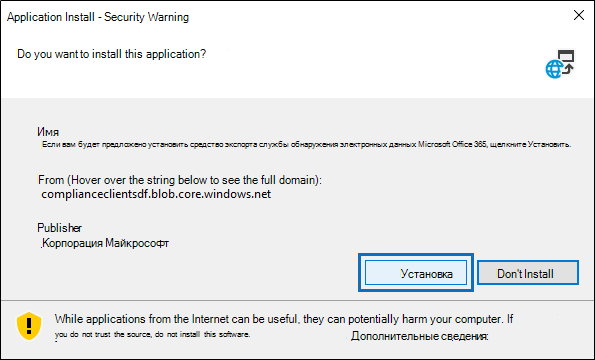 Application Install - Security Warning
Do you want to install this application?
Имя
Если вам будет предложено установить средство экспорта службы обнаружения электронных данных Microsoft Office 365, щелкните Установить.
From (Hover over the string below to see the full domain):
complianceclientsdf.blob.core.windows.net
Publisher
.Корпорация Майкрософт
Установка Don't Install
While applications from the Internet can be useful, they can potentially harm your computer. If
you do not trust the source, do not install this software. Дополнительные сведения: